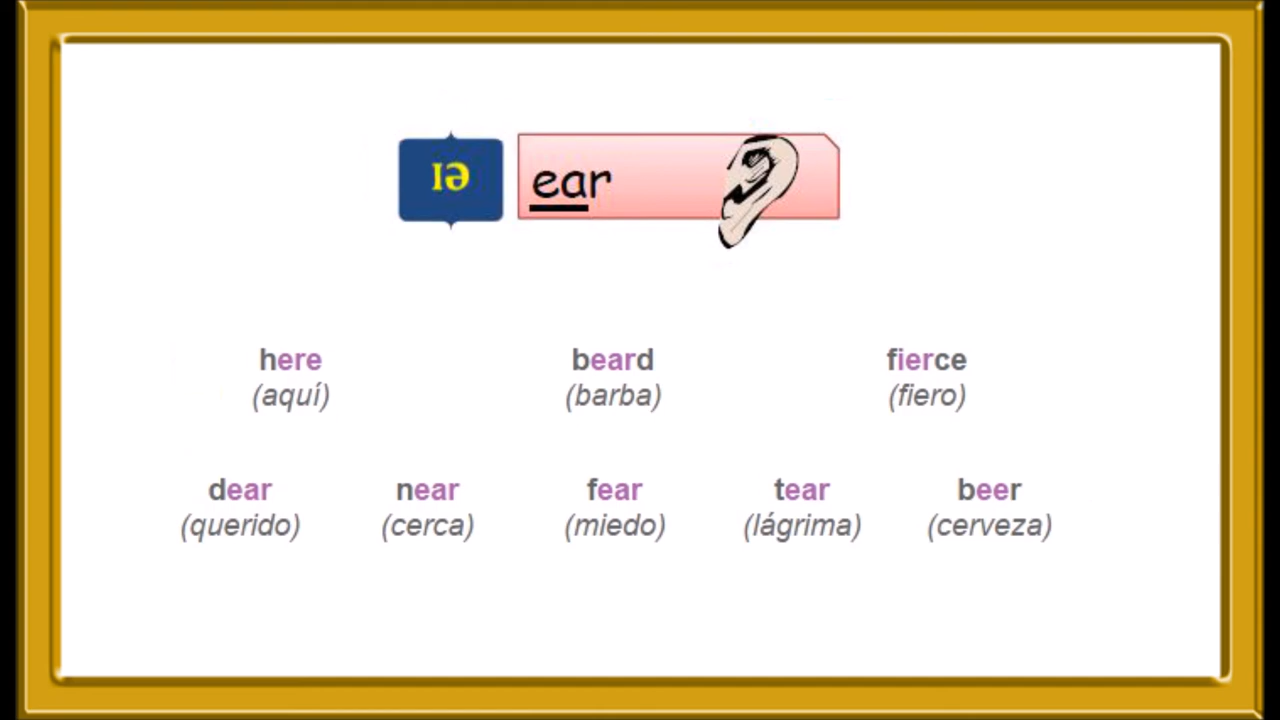 ɪə
ear
here beard fierce
(aquí) (barba) (fiero)
dear near fear tear beer
(querido) (cerca) (miedo) (lágrima) (cerveza)